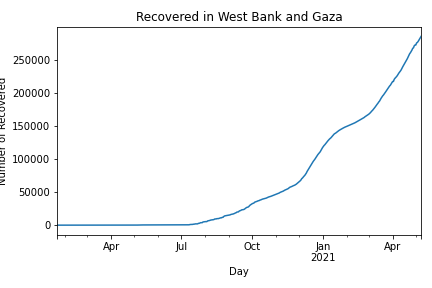 Recovered in West Bank and Gaza
Number of Recovered
250000
200000
150000
100000
50000
0
Apr
Jul
Oct
Jan
2021
Apr
Day